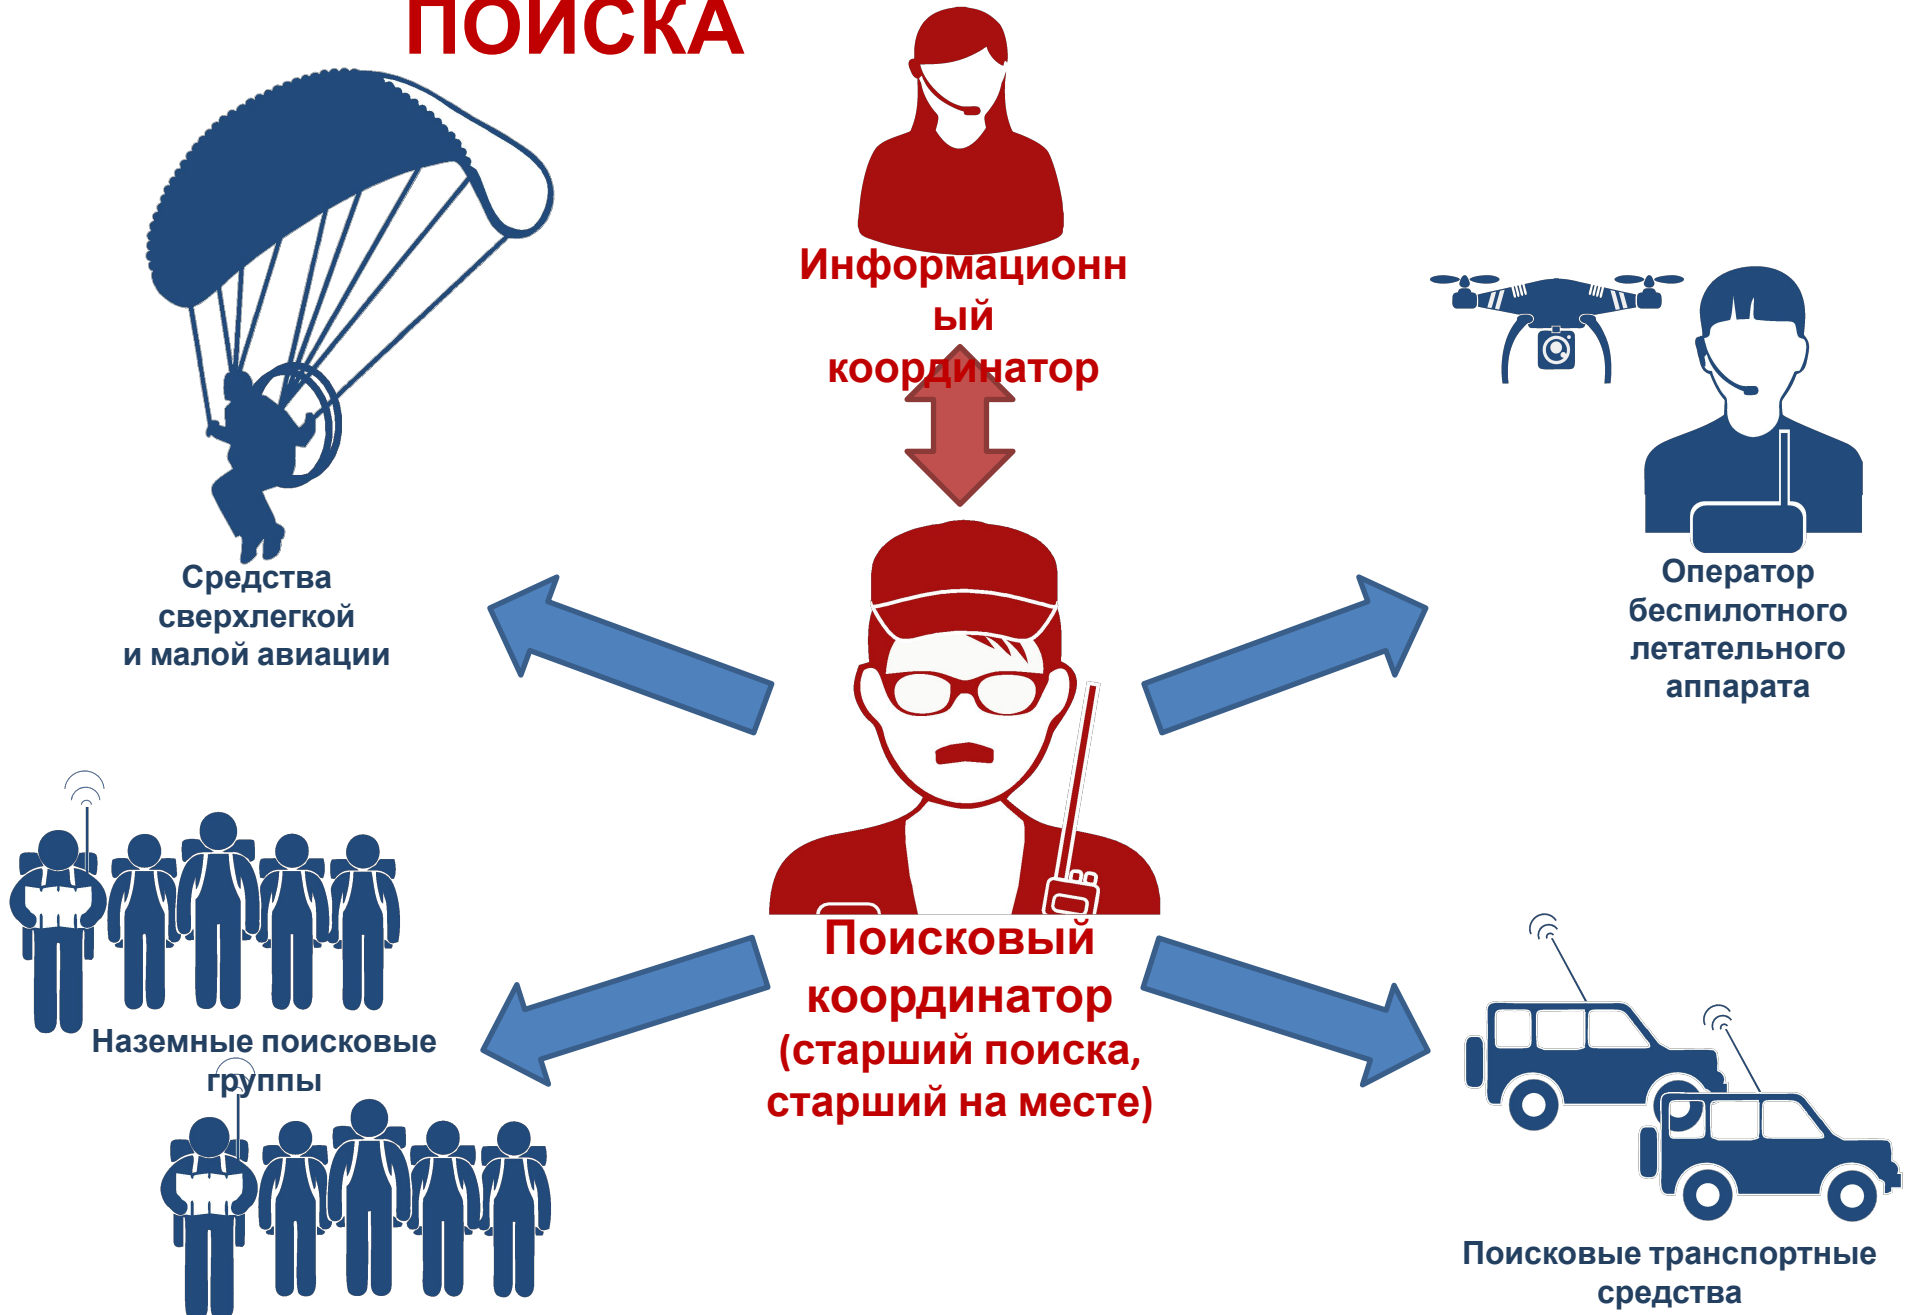 ПОИСКА
Информационн
ый
координатор
Средства
сверхлегкой
и малой авиации
Оператор
беспилотного
летательного
аппарата
Наземные поисковые
группы
Поисковый
координатор
(старший поиска,
старший на месте)
Поисковые транспортные
средства